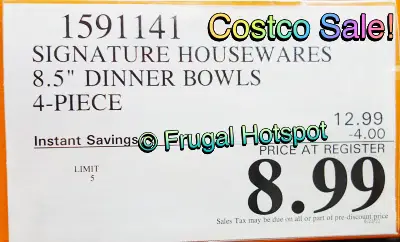 1591141 Costco Sale!
SIGNATURE HOUSEWARES
8.5" DINNER BOWLS
4-PIECE
12.99
Instant Savings -4.00
© Frugal Hotspot
PRICE AT REGISTER
LIMIT
5
8.99
Sales Tax may be due on all or part of pre-discount price